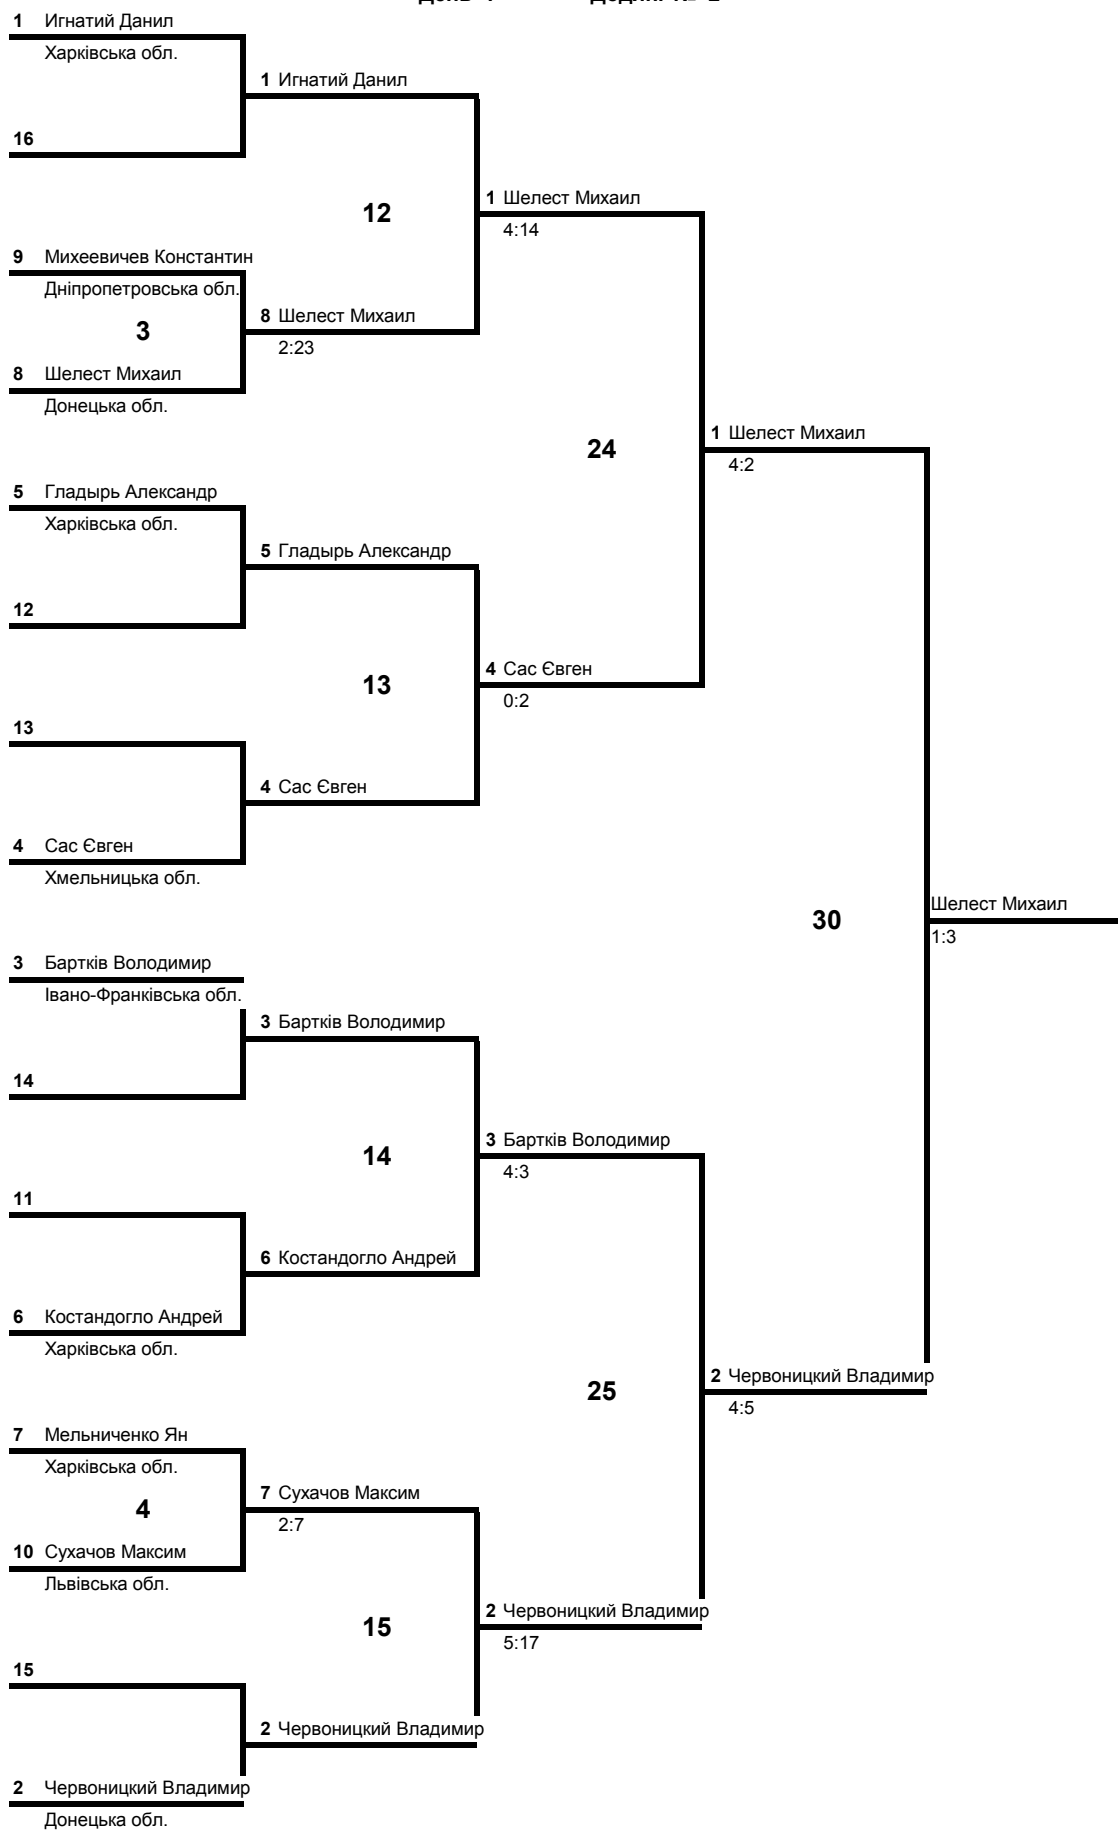 1 Игнатий Данил
Харківська обл.
1 Игнатий Данил
16
12
1 Шелест Михаил
4:14
9 Михеевичев Константин
Дніпропетровська обл.
3
8 Шелест Михаил
2:23
8 Шелест Михаил
Донецька обл.
24
1 Шелест Михаил
4:2
5 Гладырь Александр
Харківська обл.
5 Гладырь Александр
12
13
4 Сас Євген
0:2
13
4 Сас Євген
4 Сас Євген
Хмельницька обл.
30
Шелест Михаил
1:3
3 Бартків Володимир
Івано-Франківська обл.
3 Бартків Володимир
14
14
3 Бартків Володимир
4:3
11
6 Костандогло Андрей
6 Костандогло Андрей
Харківська обл.
25
2 Червоницкий Владимир
4:5
7 Мельниченко Ян
Харківська обл.
4
7 Сухачов Максим
2:7
10 Сухачов Максим
Львівська обл.
15
2 Червоницкий Владимир
5:17
15
2 Червоницкий Владимир
2 Червоницкий Владимир
Донецька обл.